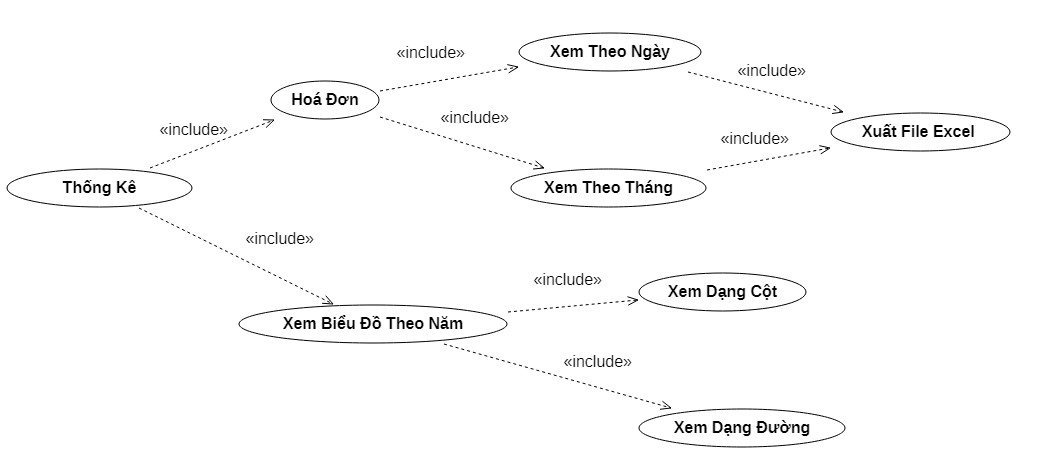 «include»
Xem Theo Ngày
«include»
Hoá Đơn
«include»
«include»
«include»
Xuất File Excel
Thống Kê
Xem Theo Tháng
«include»
«include»
Xem Dạng Cột
Xem Biểu Đồ Theo Năm
«include»
Xem Dạng Đường